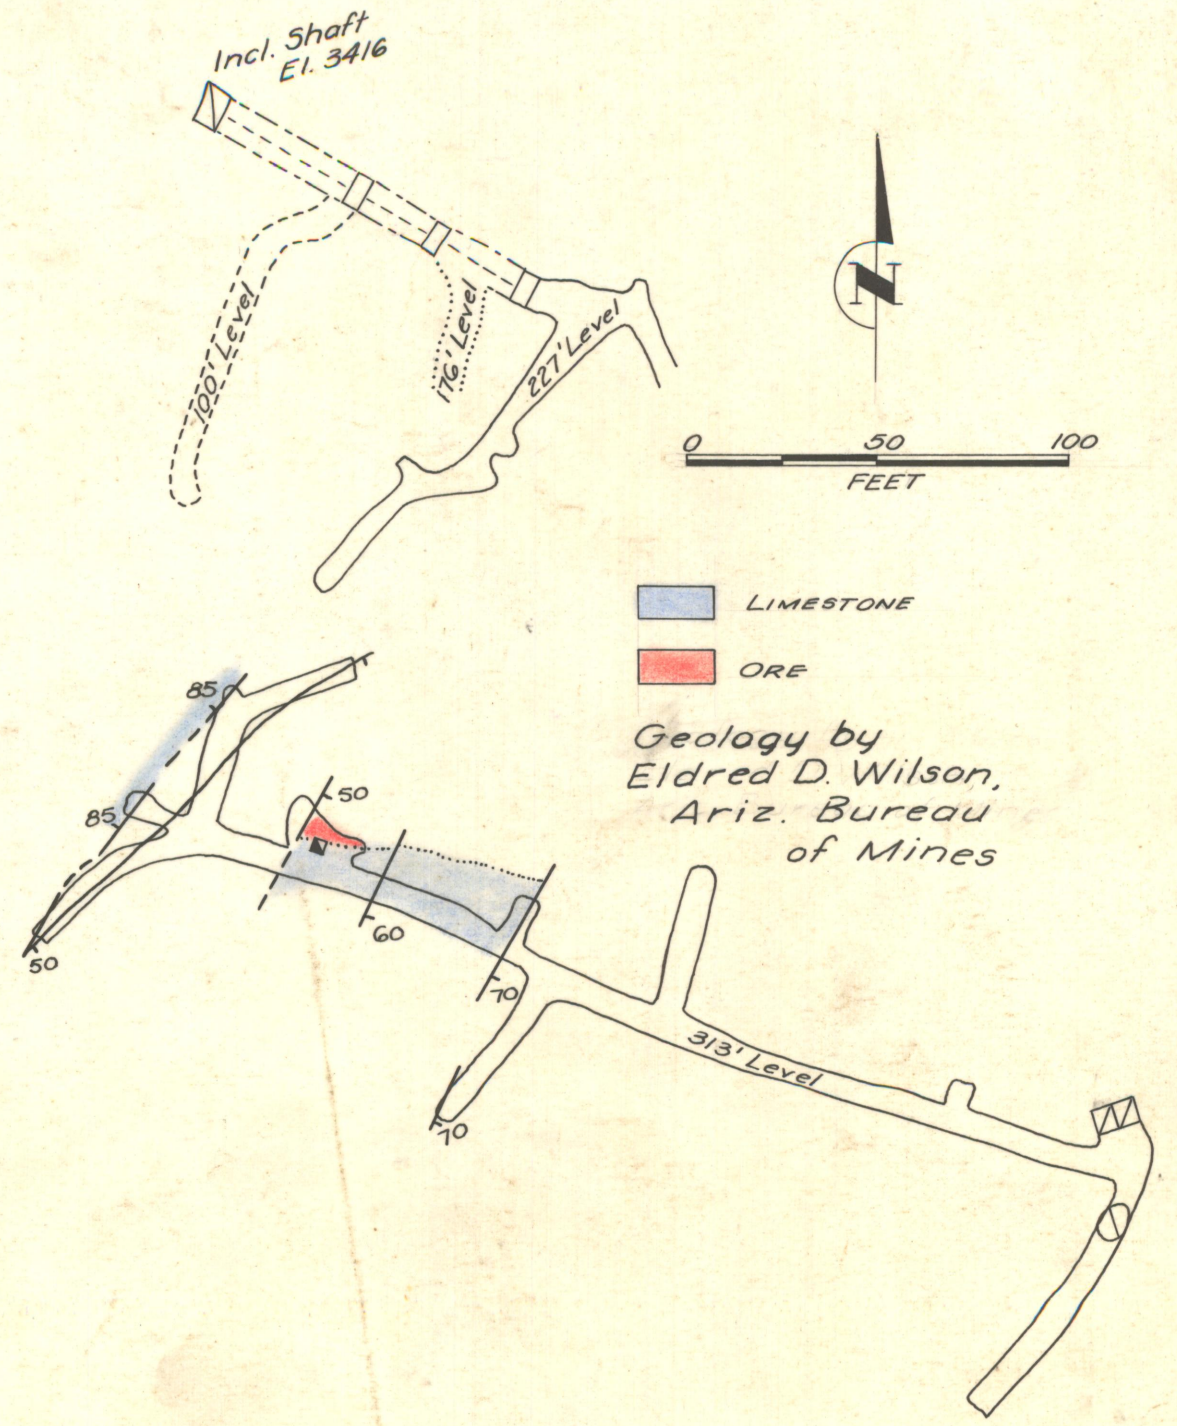 Incl. Shaft
El. 3416
100' Level
176' Level
227' Level
N
0 50 100
FEET
LIMESTONE
ORE
Geology by
Eldred D. Wilson,
Ariz. Bureau
of Mines
85
85
50
50
60
70
70
313' Level